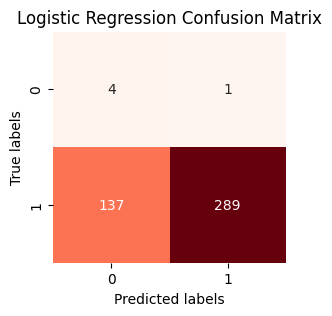 Logistic Regression Confusion Matrix
True labels
0
4
1
1
137
289
0
1
Predicted labels